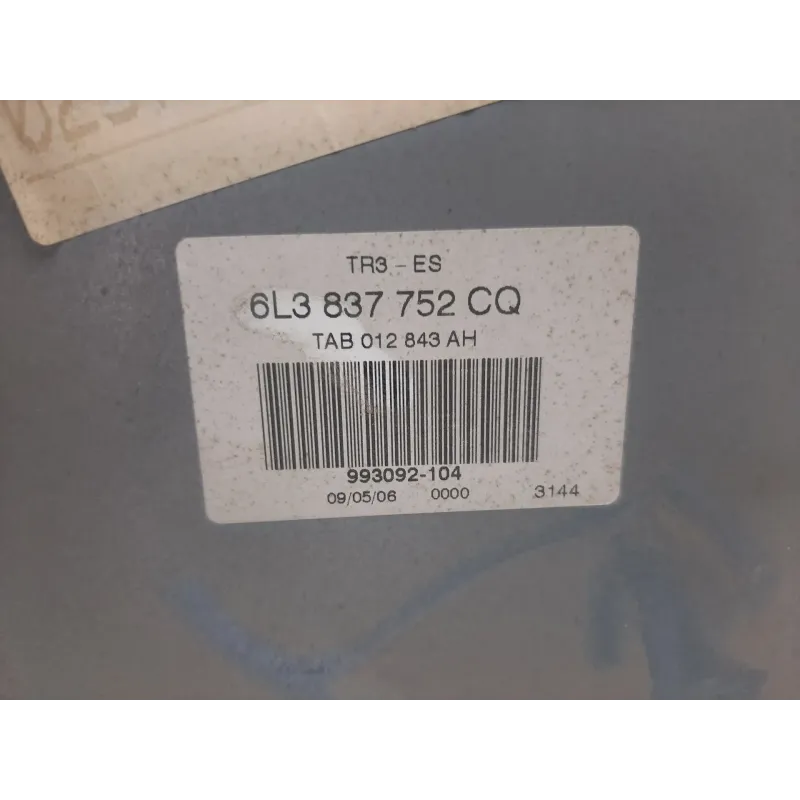 TR3 - ES
6L3 837 752 CQ
TAB 012 843 AH
993092-104
09/05/06 0000 3144